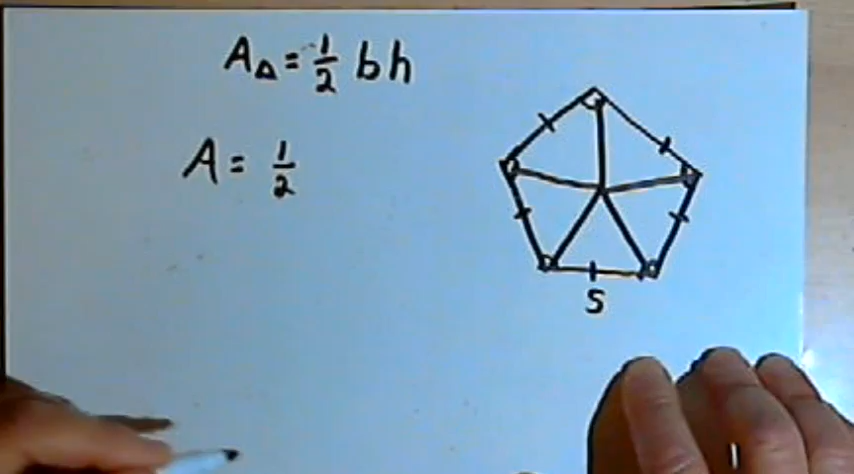 A△ = 1/2 bh
A = 1/2
s